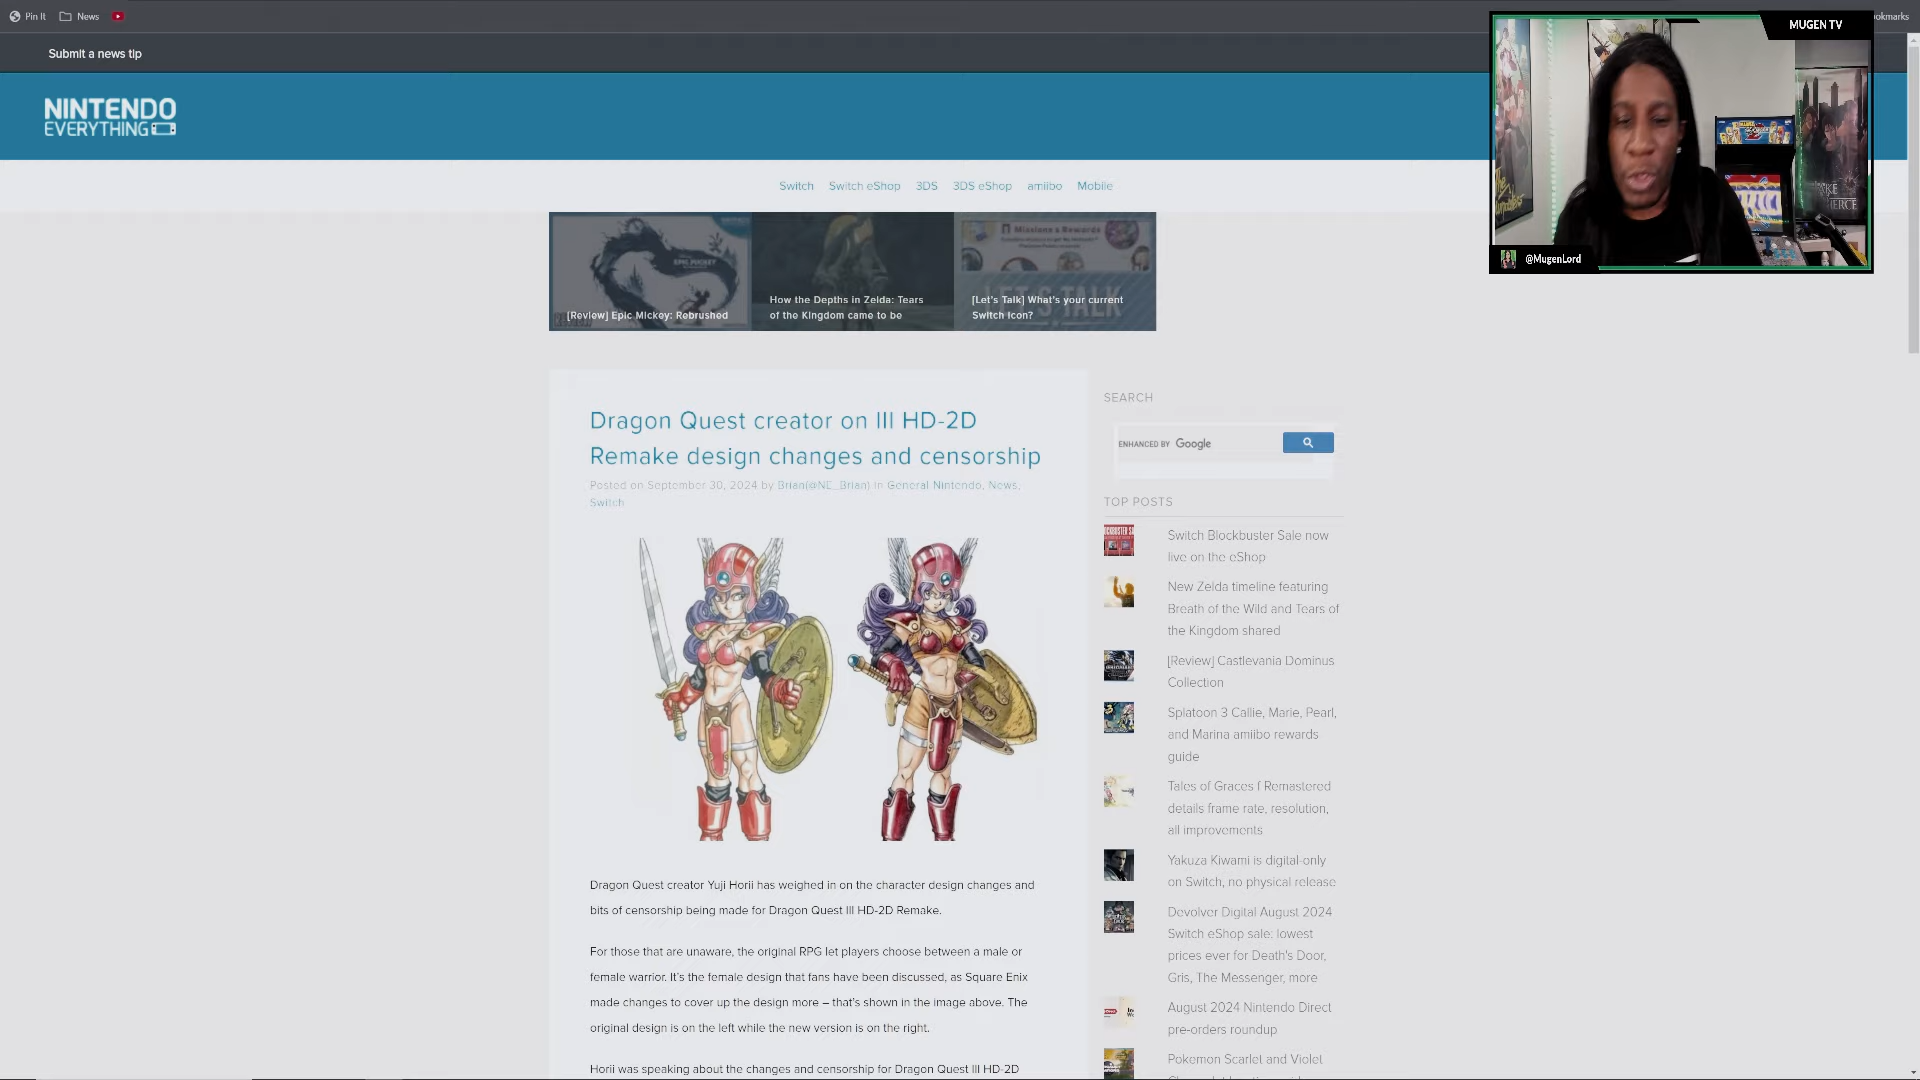 Pin It
News
okmarks
MUGEN TV
Submit a news tip
NINTENDO
EVERYTHING
@MugenLord
Switch
Switch eShop
3DS
3DS eShop
amiibo
Mobile
[Review] Epic Mickey: Rebrushed
How the Depths in Zelda: Tears
of the Kingdom came to be
Missions & Rewards
LET'S TALK
[Let's Talk] What's your current
Switch Icon?
Dragon Quest creator on III HD-2D
Remake design changes and censorship
Posted on September 30, 2024 by Brian(@NE_Brian) in General Nintendo, News,
Switch
Dragon Quest creator Yuji Horii has weighed in on the character design changes and
bits of censorship being made for Dragon Quest III HD-2D Remake.
For those that are unaware, the original RPG let players choose between a male or
female warrior. It's the female design that fans have been discussed, as Square Enix
made changes to cover up the design more – that's shown in the image above. The
original design is on the left while the new version is on the right.
Horii was speaking about the changes and censorship for Dragon Quest III HD-2D
SEARCH
ENHANCED BY Google
TOP POSTS
Switch Blockbuster Sale now
live on the eShop
New Zelda timeline featuring
Breath of the Wild and Tears of
the Kingdom shared
[Review] Castlevania Dominus
Collection
Splatoon 3 Callie, Marie, Pearl,
and Marina amiibo rewards
guide
Tales of Graces f Remastered
details frame rate, resolution,
all improvements
Yakuza Kiwami is digital-only
on Switch, no physical release
Devolver Digital August 2024
Switch eShop sale: lowest
prices ever for Death's Door,
Gris, The Messenger, more
August 2024 Nintendo Direct
pre-orders roundup
Pokemon Scarlet and Violet